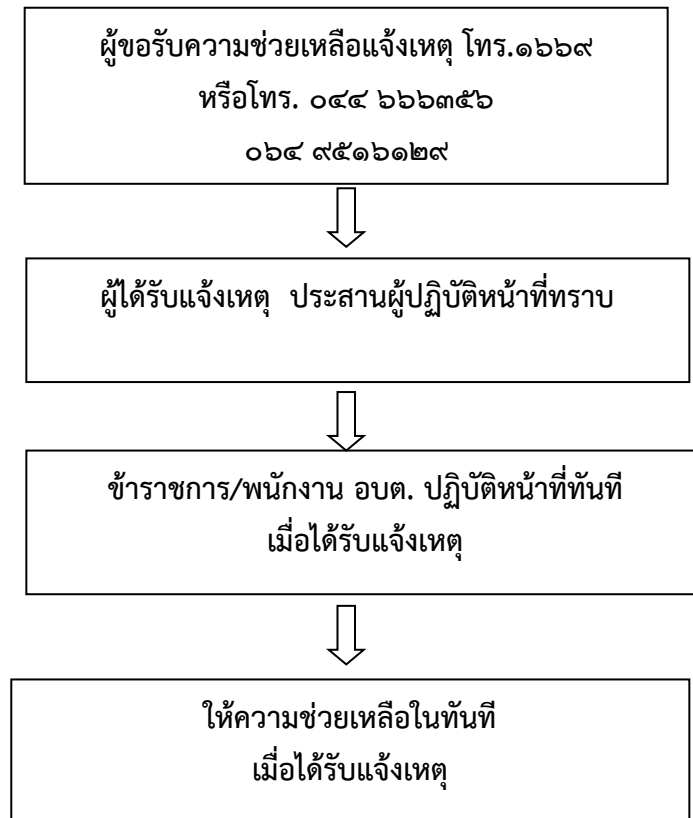 ผู้ขอรับความช่วยเหลือแจ้งเหตุ โทร.๑๖๖๙
หรือโทร. ๐๔๔ ๖๖๖๓๕๖
๐๖๔ ๙๕๑๖๑๒๙
ผู้ได้รับแจ้งเหตุ ประสานผู้ปฏิบัติหน้าที่ทราบ
ข้าราชการ/พนักงาน อบต. ปฏิบัติหน้าที่ทันที
เมื่อได้รับแจ้งเหตุ
ให้ความช่วยเหลือในทันที
เมื่อได้รับแจ้งเหตุ